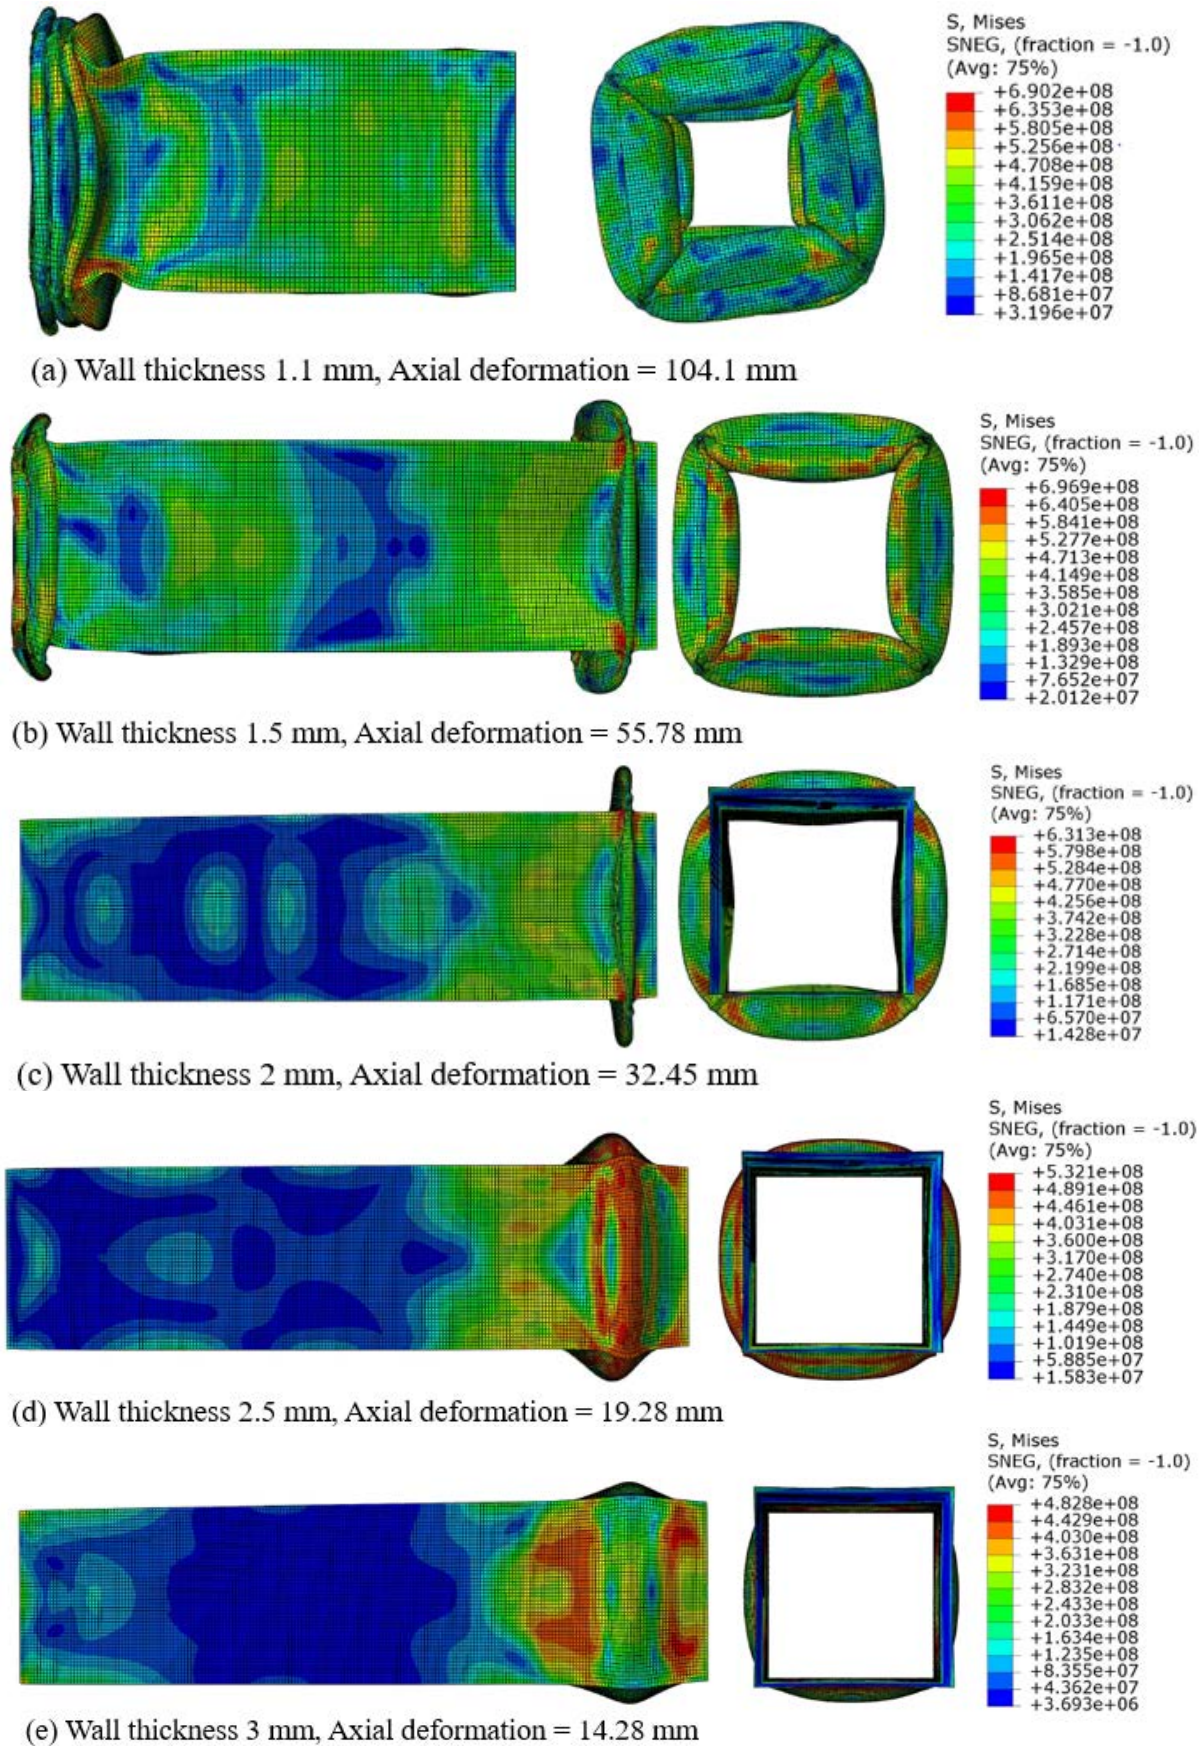 S, Mises
SNEG, (fraction = -1.0)
(Avg: 75%)
+6.902e+08
+6.353e+08
+5.805e+08
+5.256e+08
+4.708e+08
+4.159e+08
+3.611e+08
+3.062e+08
+2.514e+08
+1.965e+08
+1.417e+08
+8.681e+07
+3.196e+07
(a) Wall thickness 1.1 mm, Axial deformation = 104.1 mm
S, Mises
SNEG, (fraction = -1.0)
(Avg: 75%)
+6.969e+08
+6.405e+08
+5.841e+08
+5.277e+08
+4.713e+08
+4.149e+08
+3.585e+08
+3.021e+08
+2.457e+08
+1.893e+08
+1.329e+08
+7.652e+07
+2.012e+07
(b) Wall thickness 1.5 mm, Axial deformation = 55.78 mm
S, Mises
SNEG, (fraction = -1.0)
(Avg: 75%)
+6.313e+08
+5.798e+08
+5.284e+08
+4.770e+08
+4.256e+08
+3.742e+08
+3.228e+08
+2.714e+08
+2.199e+08
+1.685e+08
+1.171e+08
+6.570e+07
+1.428e+07
(c) Wall thickness 2 mm, Axial deformation = 32.45 mm
S, Mises
SNEG, (fraction = -1.0)
(Avg: 75%)
+5.321e+08
+4.891e+08
+4.461e+08
+4.031e+08
+3.600e+08
+3.170e+08
+2.740e+08
+2.310e+08
+1.879e+08
+1.449e+08
+1.019e+08
+5.885e+07
+1.583e+07
(d) Wall thickness 2.5 mm, Axial deformation = 19.28 mm
S, Mises
SNEG, (fraction = -1.0)
(Avg: 75%)
+4.828e+08
+4.429e+08
+4.030e+08
+3.631e+08
+3.231e+08
+2.832e+08
+2.433e+08
+2.033e+08
+1.634e+08
+1.235e+08
+8.355e+07
+4.362e+07
+3.693e+06
(e) Wall thickness 3 mm, Axial deformation = 14.28 mm